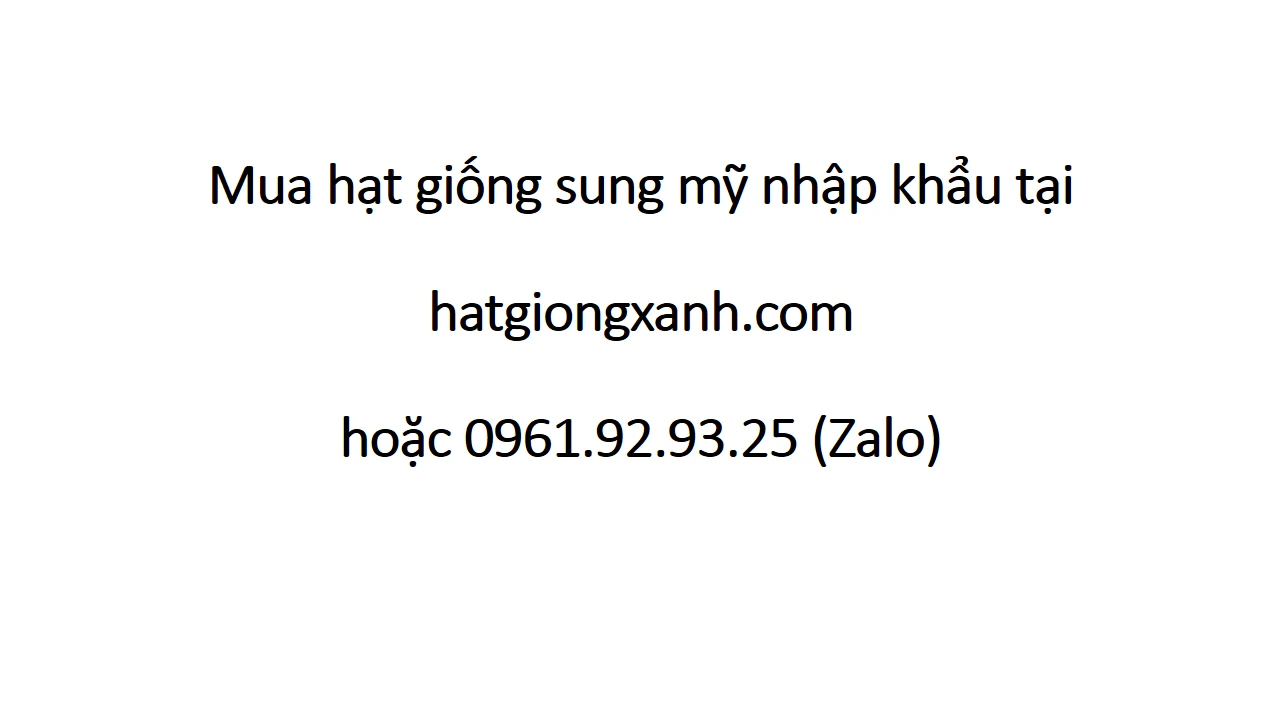 Mua hạt giống sung mỹ nhập khẩu tại
hatgiongxanh.com
hoặc 0961.92.93.25 (Zalo)